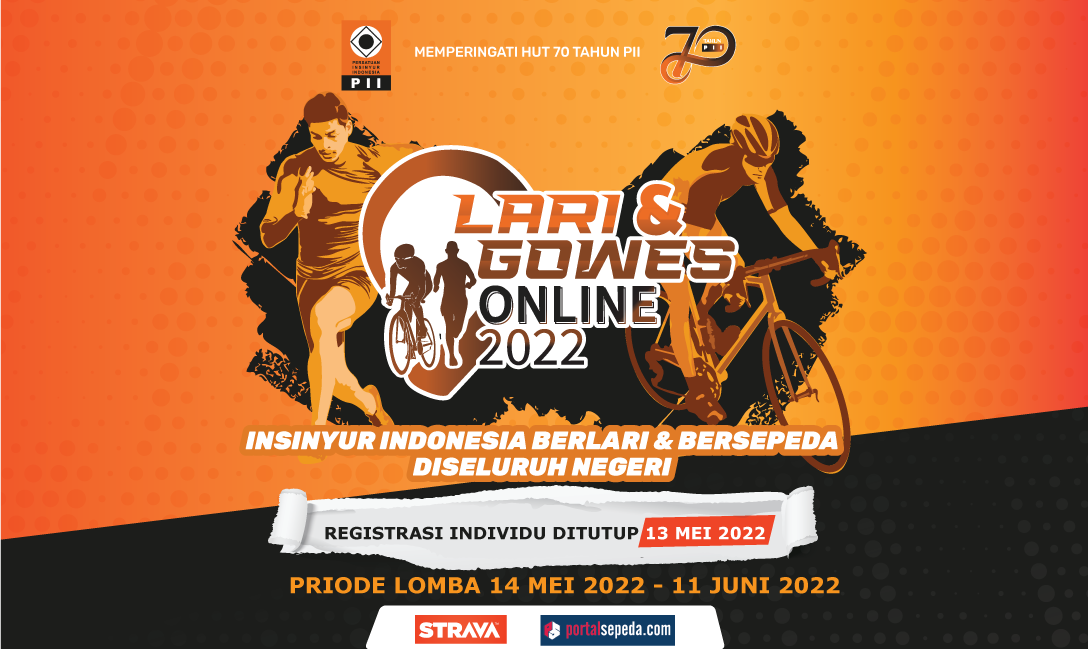 PERSATUAN
INSINYUR
INDONESIA
PII
MEMPERINGATI HUT 70 TAHUN PII
70
TAHUN
PII
LARI &
GOWES
ONLINE
2022
INSINYUR INDONESIA BERLARI & BERSEPEDA
DISELURUH NEGERI
REGISTRASI INDIVIDU DITUTUP 13 MEI 2022
PRIODE LOMBA 14 MEI 2022 - 11 JUNI 2022
STRAVA
portalsepeda.com